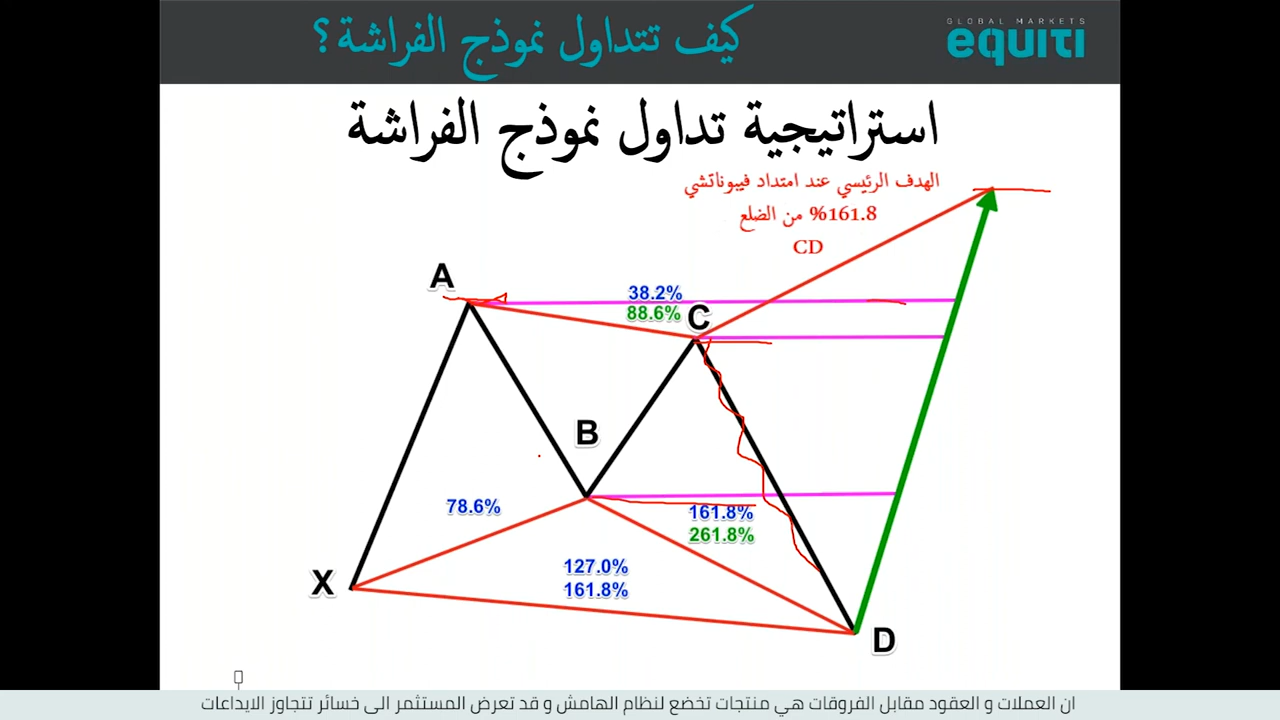 كيف تتداول نموذج الفراشة؟
GLOBAL MARKETS
equiti
استراتيجية تداول نموذج الفراشة
الهدف الرئيسي عند امتداد فيبوناتشي
161.8% من الضلع
CD
A
38.2%
88.6%
C
B
78.6%
161.8%
261.8%
127.0%
161.8%
X
D
ان العملات و العقود مقابل الفروقات هي منتجات تخضع لنظام الهامش و قد تعرض المستثمر الى خسائر تتجاوز الايداعات